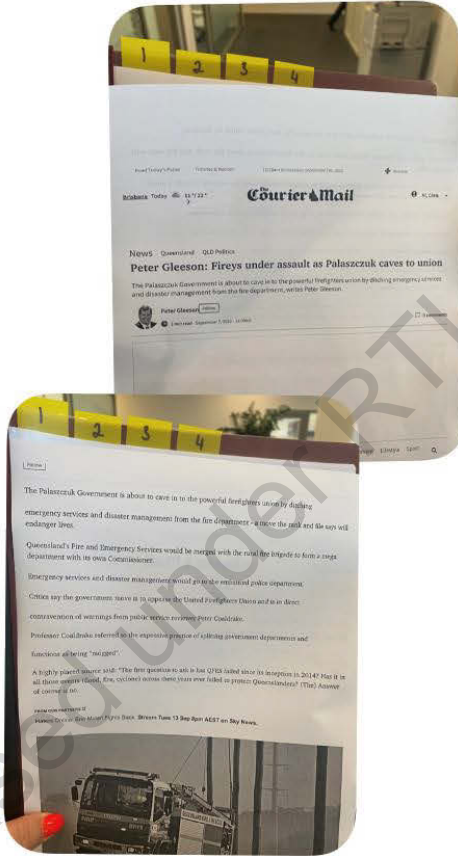 1 2 3 4
Brisbane Today
The Courier Mail
News Queensland QLD Politics
Peter Gleeson: Fireys under assault as Palaszczuk caves to union
The Palaszczuk Government is about to cave in to the powerful firefighters union by ditching emergency services
and disaster management from the fire department, writes Peter Gleeson.
Peter Gleeson Follow
1 2 3 4
The Palaszczuk Government is about to cave in to the powerful firefighters union by ditching
emergency services and disaster management from the fire department - a move the rank and file says will
endanger lives.
Queensland's Fire and Emergency Services would be merged with the rural fire brigade to form a mega
department with its own Commissioner.
Emergency services and disaster management would go to the embattled police department.
Critics say the government move is to appease the United Firefighters Union and is in direct
contravention of warnings from public service reviewer Peter Coaldrake.
Professor Coaldrake referred to the expensive practice of splitting government departments and
functions as being "mogged".
A highly placed source said: "The first question to ask is has QFES failed since its inception in 2014? Has it in
all those events (flood, fire, cyclone) across these years ever failed to protect Queenslanders? (The) Answer
of course is no.
Stream Tues 13 Sep 8pm AEST on Sky News.
sed under RTI